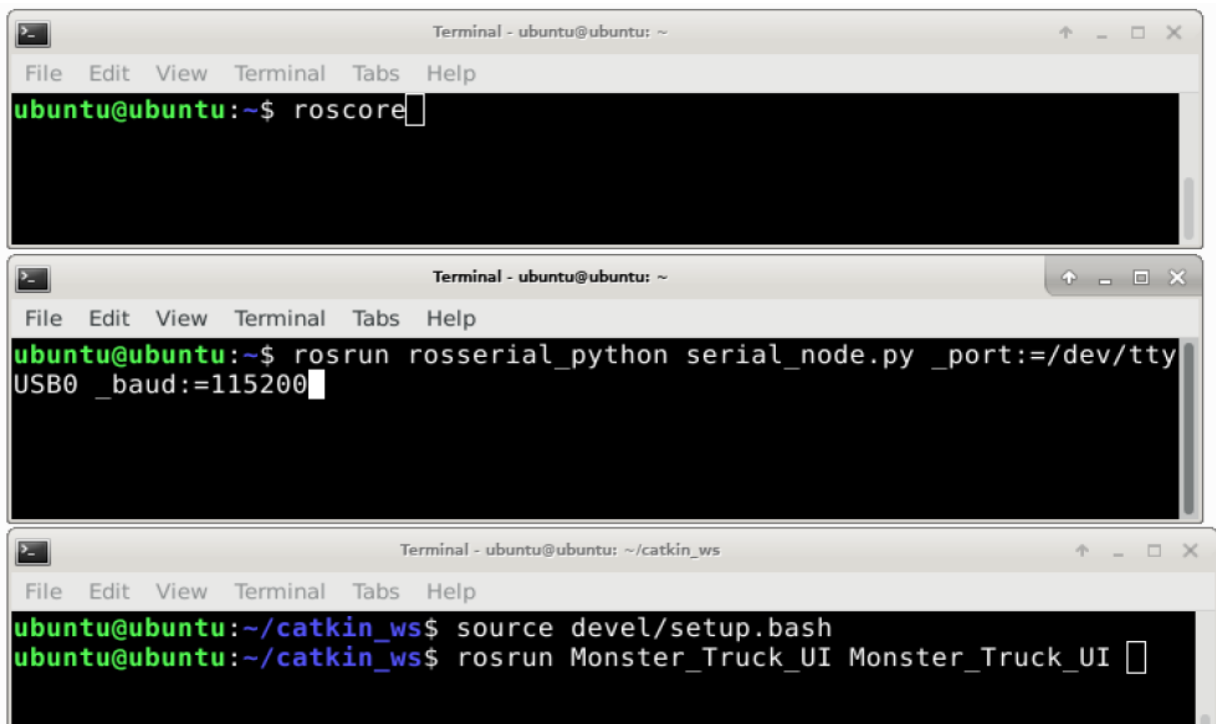 Terminal - ubuntu@ubuntu: ~
File Edit View Terminal Tabs Help
ubuntu@ubuntu:~$ roscore
Terminal - ubuntu@ubuntu: ~
File Edit View Terminal Tabs Help
ubuntu@ubuntu:~$ rosrun rosserial_python serial_node.py _port:=/dev/tty
USB0 _baud:=115200
Terminal - ubuntu@ubuntu: ~/catkin_ws
File Edit View Terminal Tabs Help
ubuntu@ubuntu:~/catkin_ws$ source devel/setup.bash
ubuntu@ubuntu:~/catkin_ws$ rosrun Monster_Truck_UI Monster_Truck_UI